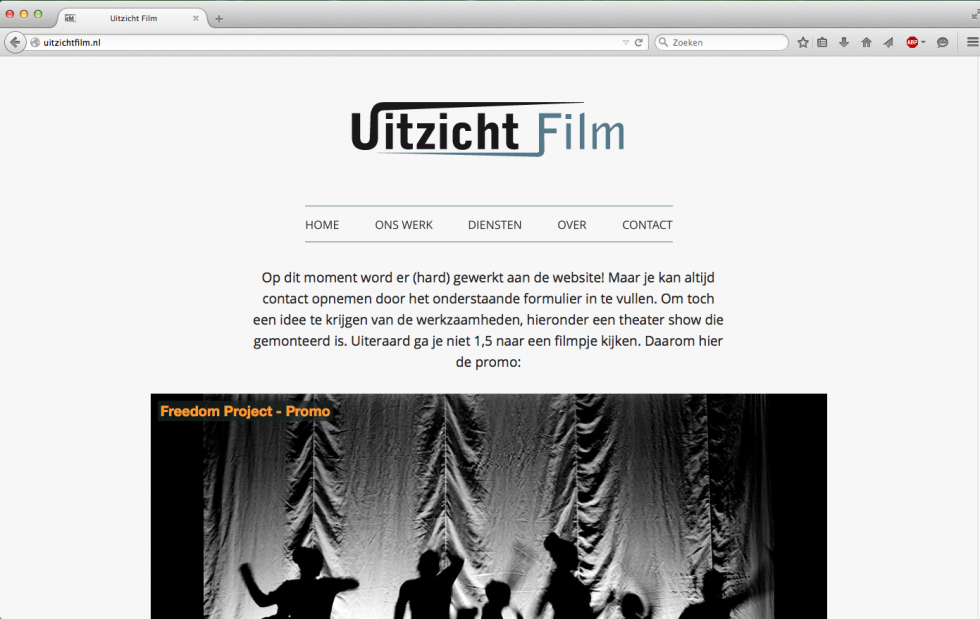 Uitzicht Film
uitzichtfilm.nl
Zoeken
ABP
Uitzicht Film
HOME ONS WERK DIENSTEN OVER CONTACT
Op dit moment word er (hard) gewerkt aan de website! Maar je kan altijd
contact opnemen door het onderstaande formulier in te vullen. Om toch
een idee te krijgen van de werkzaamheden, hieronder een theater show die
gemonteerd is. Uiteraard ga je niet 1,5 naar een filmpje kijken. Daarom hier
de promo:
Freedom Project - Promo